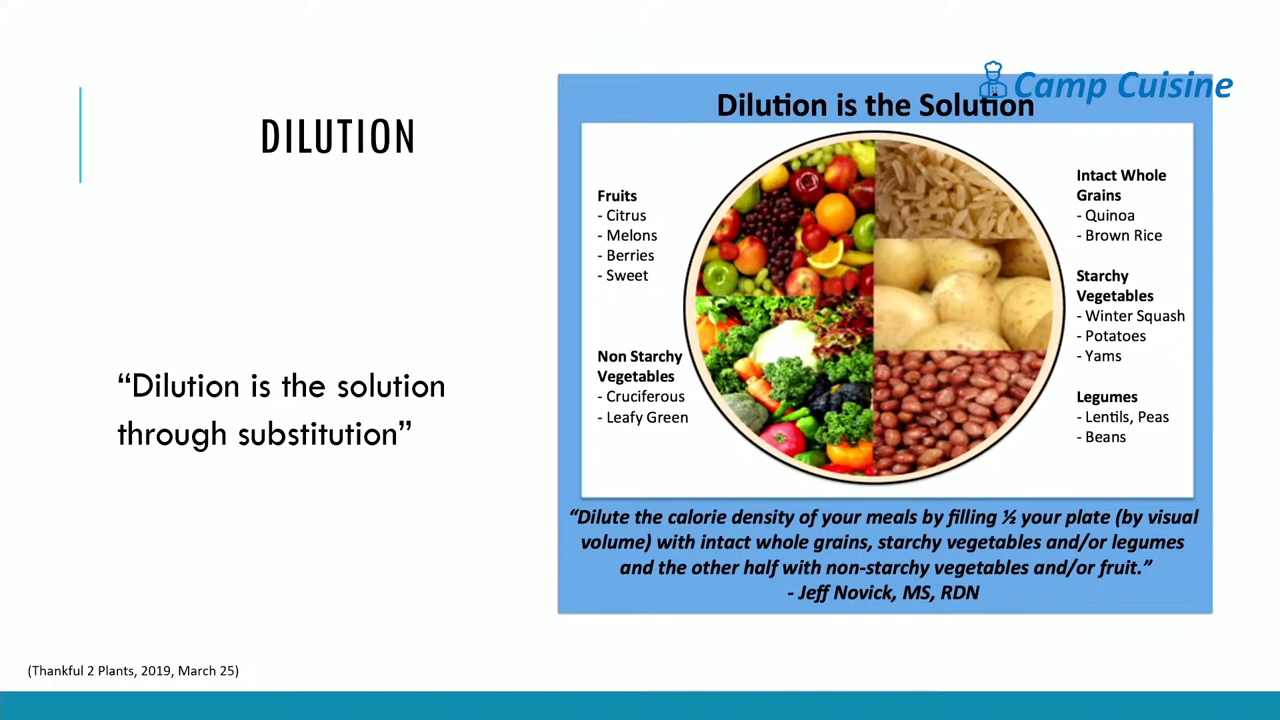 DILUTION
“Dilution is the solution
through substitution”
(Thankful 2 Plants, 2019, March 25)
Camp Cuisine
Dilution is the Solution
Fruits
- Citrus
- Melons
- Berries
- Sweet
Non Starchy
Vegetables
- Cruciferous
- Leafy Green
Intact Whole
Grains
- Quinoa
- Brown Rice
Starchy
Vegetables
- Winter Squash
- Potatoes
- Yams
Legumes
- Lentils, Peas
- Beans
“Dilute the calorie density of your meals by filling ½ your plate (by visual
volume) with intact whole grains, starchy vegetables and/or legumes
and the other half with non-starchy vegetables and/or fruit.”
- Jeff Novick, MS, RDN